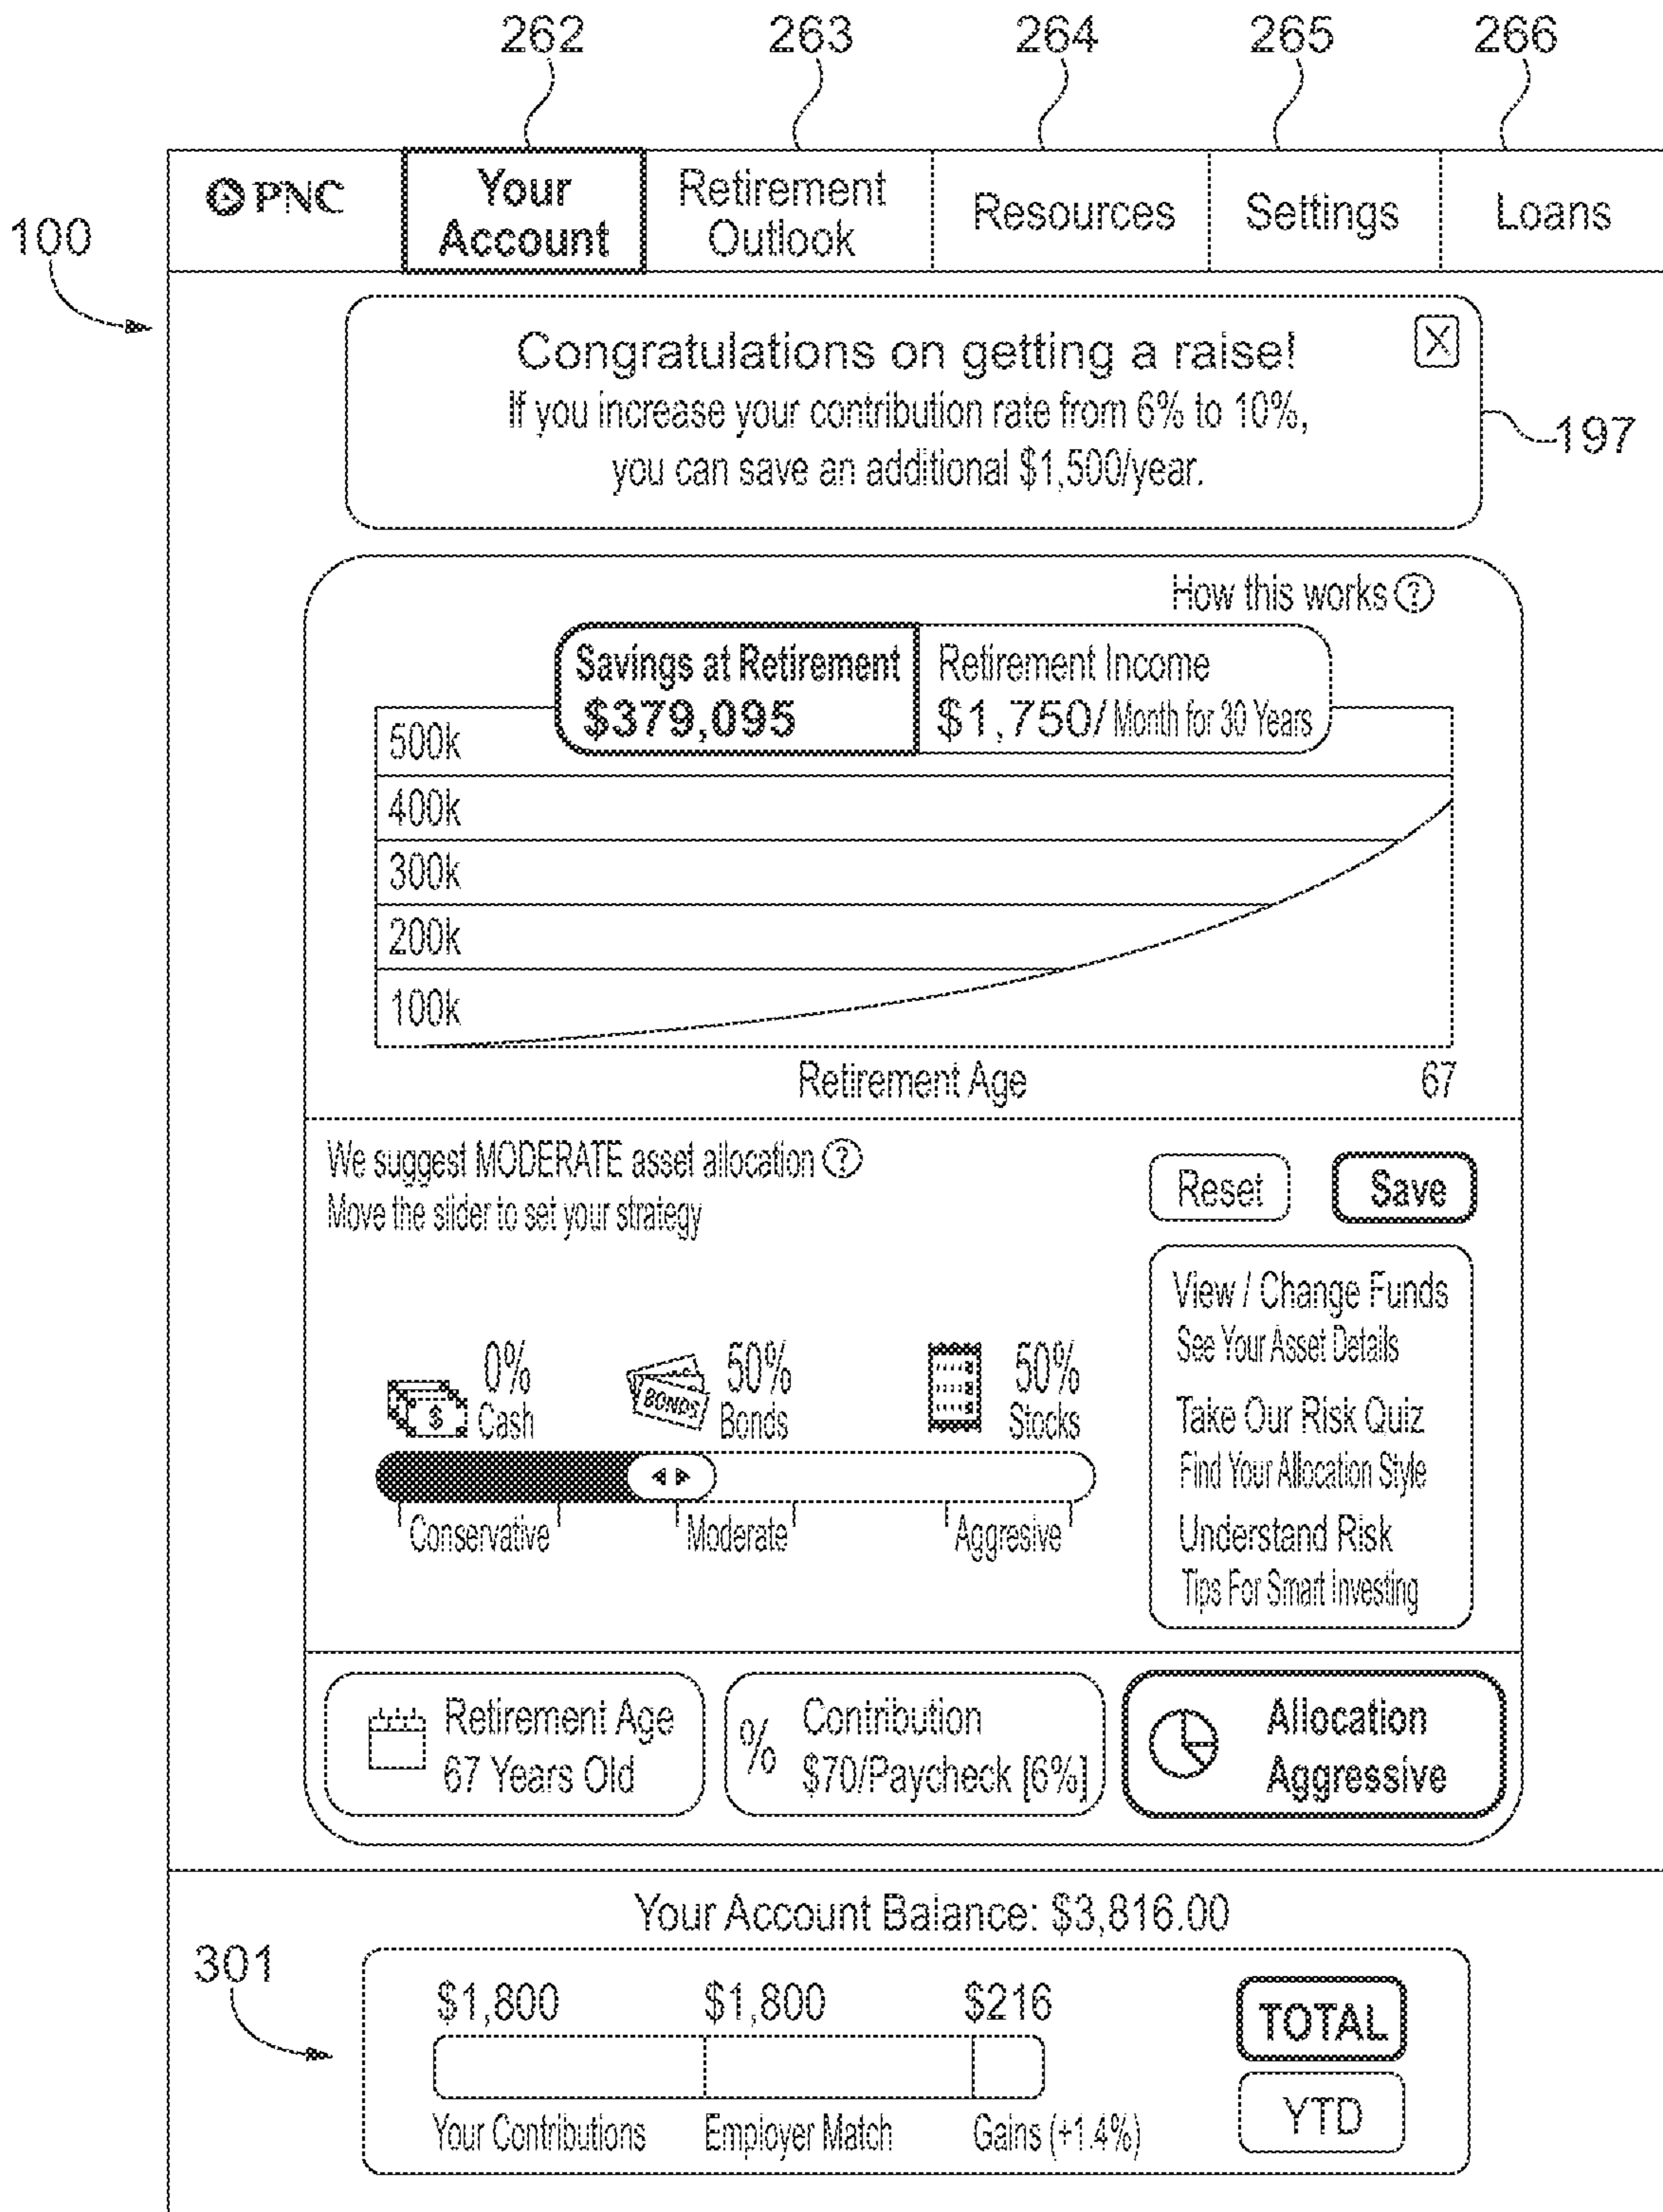 262 263 264 265 266
PNC Your Account Retirement Outlook Resources Settings Loans
100
Congratulations on getting a raise! X
If you increase your contribution rate from 6% to 10%,
you can save an additional $1,500/year.
197
How this works ?
Savings at Retirement Retirement Income
$379,095 $1,750/ Month for 30 Years
500k
400k
300k
200k
100k
Retirement Age 67
We suggest MODERATE asset allocation ?
Move the slider to set your strategy
Reset Save
View / Change Funds
See Your Asset Details
Take Our Risk Quiz
Find Your Allocation Style
Understand Risk
Tips For Smart Investing
0% 50% 50%
$ Cash BONDS Bonds Stocks
Conservative Moderate Aggresive
Retirement Age
67 Years Old
% Contribution
$70/Paycheck [6%]
Allocation
Aggressive
Your Account Balance: $3,816.00
301
$1,800 $1,800 $216
Your Contributions Employer Match Gains (+1.4%)
TOTAL
YTD